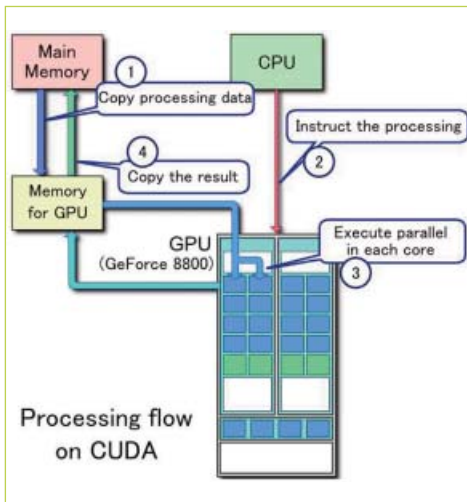 Main
Memory
1
Copy processing data
CPU
Instruct the processing
2
4
Copy the result
Memory
for GPU
GPU
(GeForce 8800)
Execute parallel
in each core
3
Processing flow
on CUDA